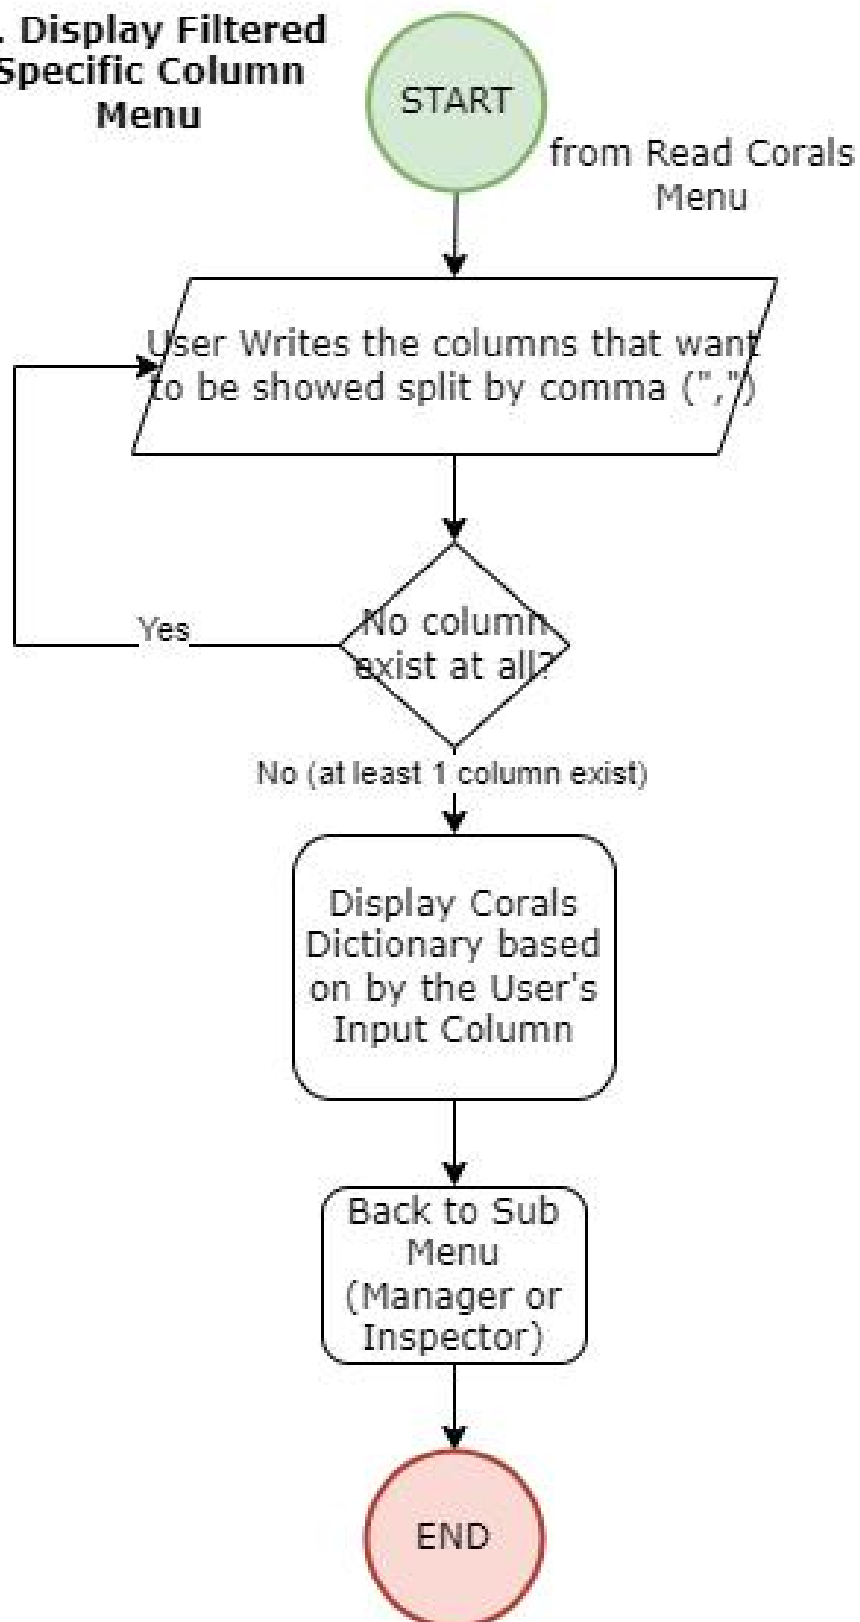 . Display Filtered
Specific Column
Menu
START
from Read Corals
Menu
User Writes the columns that want
to be showed split by comma (",")
No column
exist at all?
Yes
No (at least 1 column exist)
Display Corals
Dictionary based
on by the User's
Input Column
Back to Sub
Menu
(Manager or
Inspector)
END